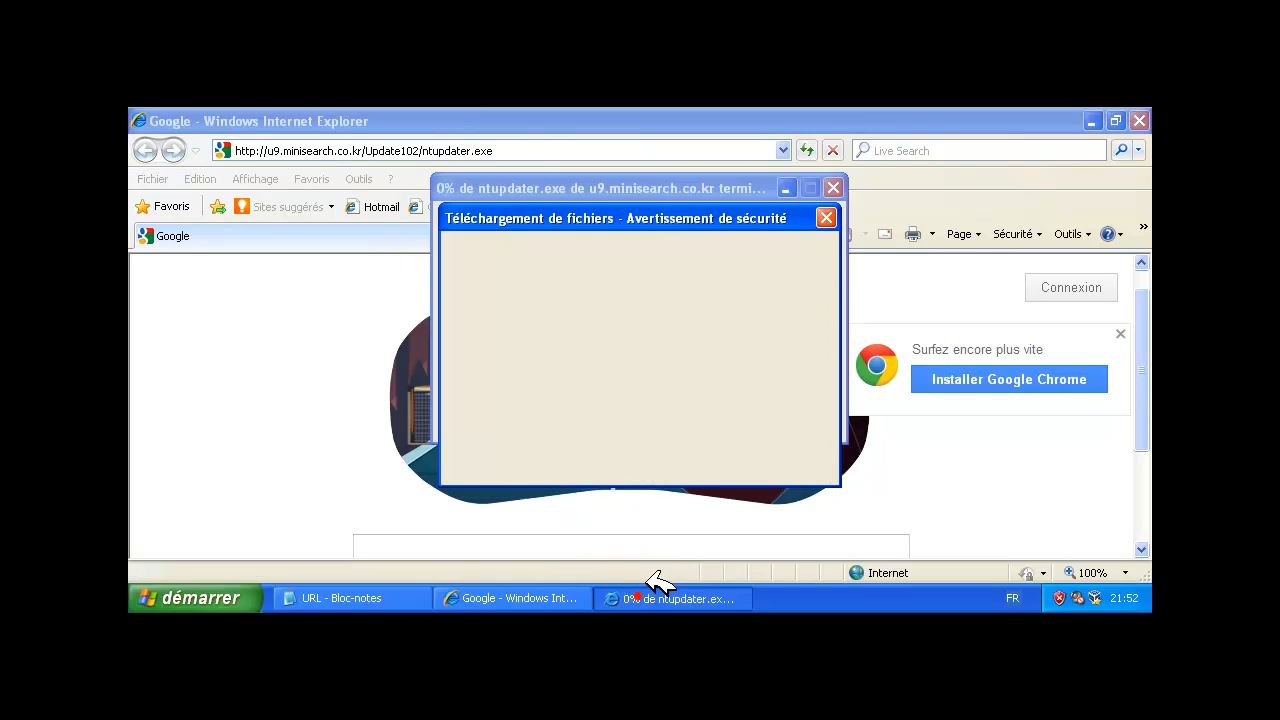 Google - Windows Internet Explorer
http://u9.minisearch.co.kr/Update102/ntupdater.exe
Live Search
Fichier Edition Affichage Favoris Outils ?
0% de ntupdater.exe de u9.minisearch.co.kr termi...
Favoris Sites suggérés Hotmail
Téléchargement de fichiers - Avertissement de sécurité
Google
Page Sécurité Outils
Connexion
Surfez encore plus vite
Installer Google Chrome
Internet 100%
démarrer URL - Bloc-notes Google - Windows Int... 0% de ntupdater.ex... FR 21:52